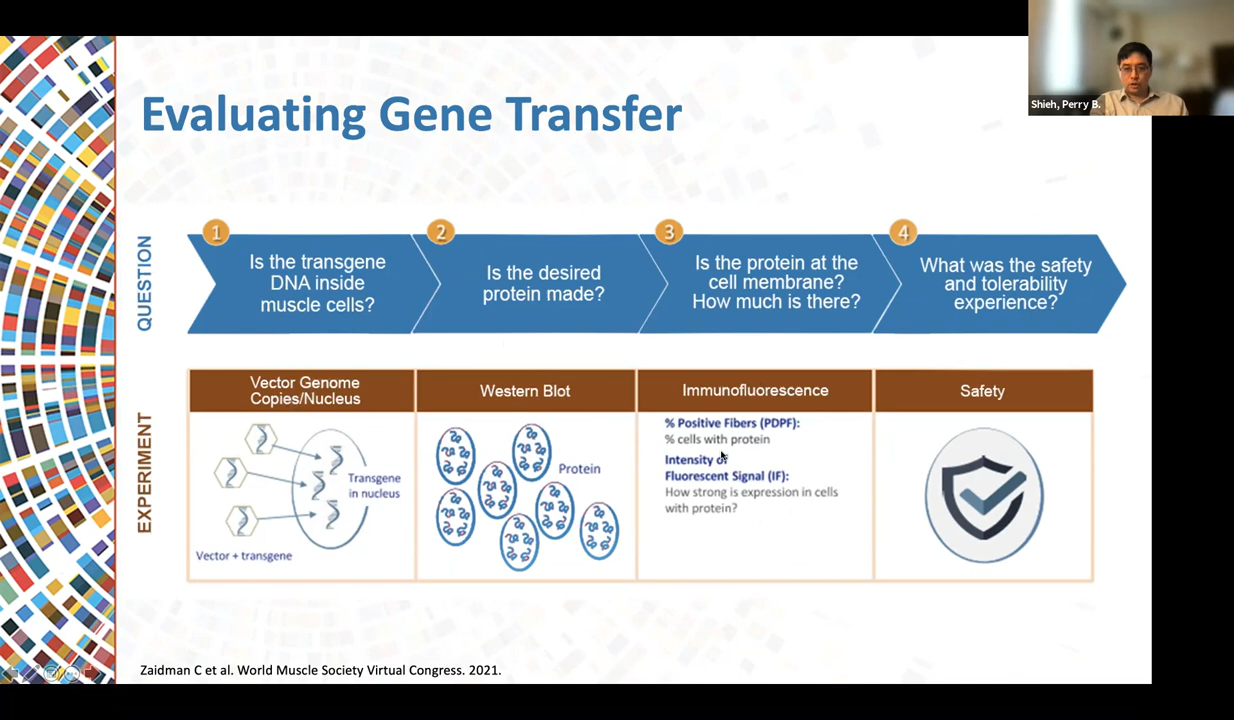 Shieh, Perry B.
Evaluating Gene Transfer
QUESTION
1
Is the transgene
DNA inside
muscle cells?
2
Is the desired
protein made?
3
Is the protein at the
cell membrane?
How much is there?
4
What was the safety
and tolerability
experience?
EXPERIMENT
Vector Genome
Copies/Nucleus
Transgene
in nucleus
Vector + transgene
Western Blot
Protein
Immunofluorescence
% Positive Fibers (PDPF):
% cells with protein
Intensity of
Fluorescent Signal (IF):
How strong is expression in cells
with protein?
Safety
Zaidman C et al. World Muscle Society Virtual Congress. 2021.